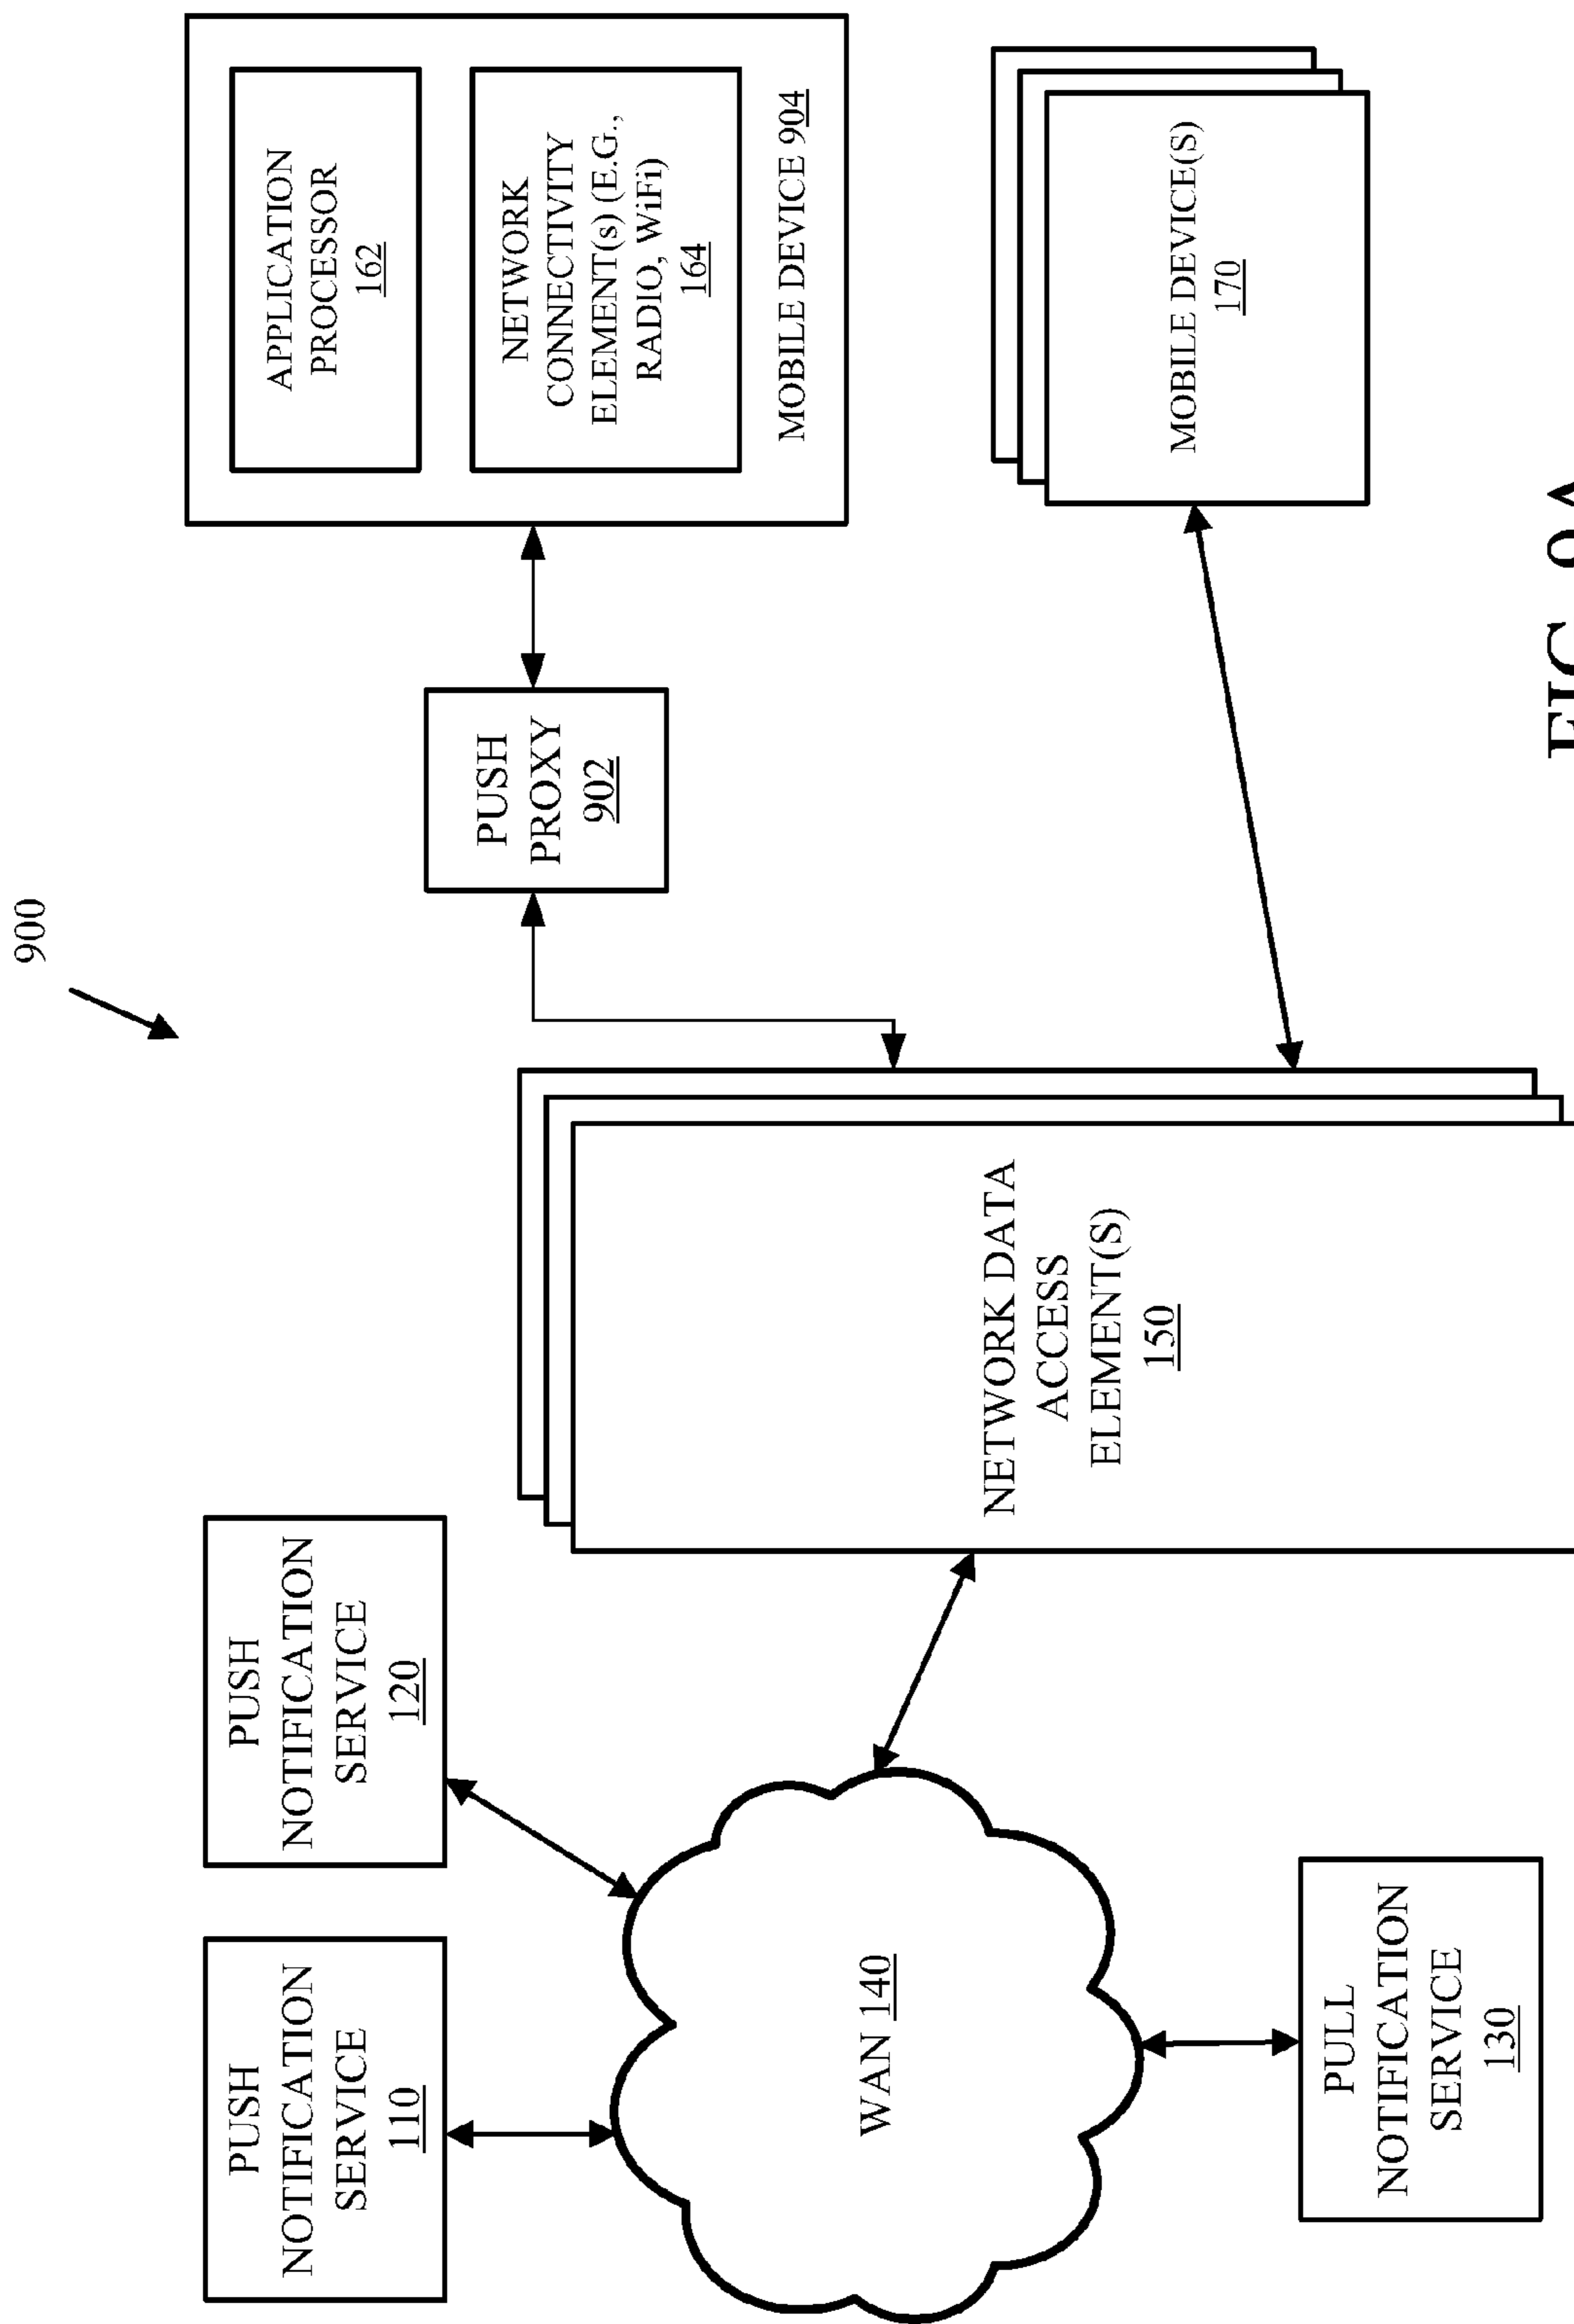 900
PUSH
NOTIFICATION
SERVICE
110
PUSH
NOTIFICATION
SERVICE
120
PUSH
PROXY
902
APPLICATION
PROCESSOR
162
NETWORK
CONNECTIVITY
ELEMENT(s) (E.G.,
RADIO, WiFi)
164
MOBILE DEVICE 904
WAN 140
NETWORK DATA
ACCESS
ELEMENT(S)
150
MOBILE DEVICE(S)
170
PULL
NOTIFICATION
SERVICE
130
FIG. 9A